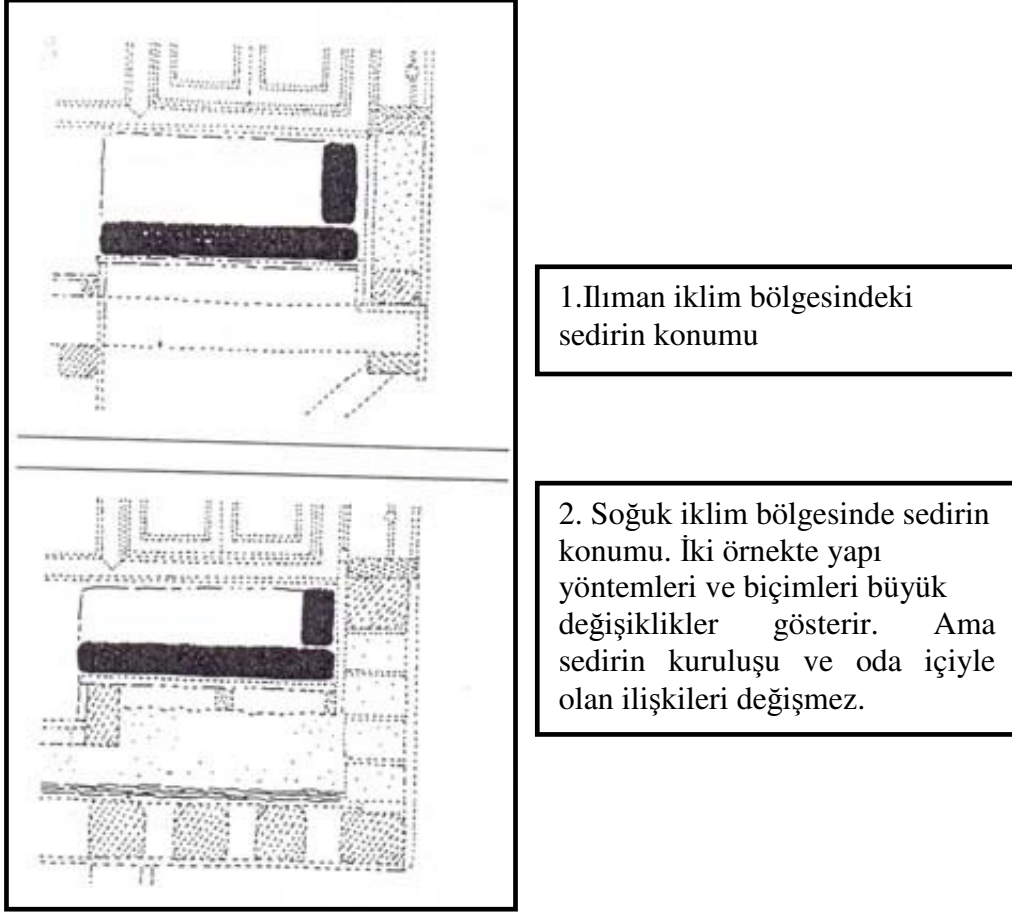 1.Ilıman iklim bölgesindeki
sedirin konumu
2. Soğuk iklim bölgesinde sedirin
konumu. İki örnekte yapı
yöntemleri ve biçimleri büyük
değişiklikler gösterir. Ama
sedirin kuruluşu ve oda içiyle
olan ilişkileri değişmez.